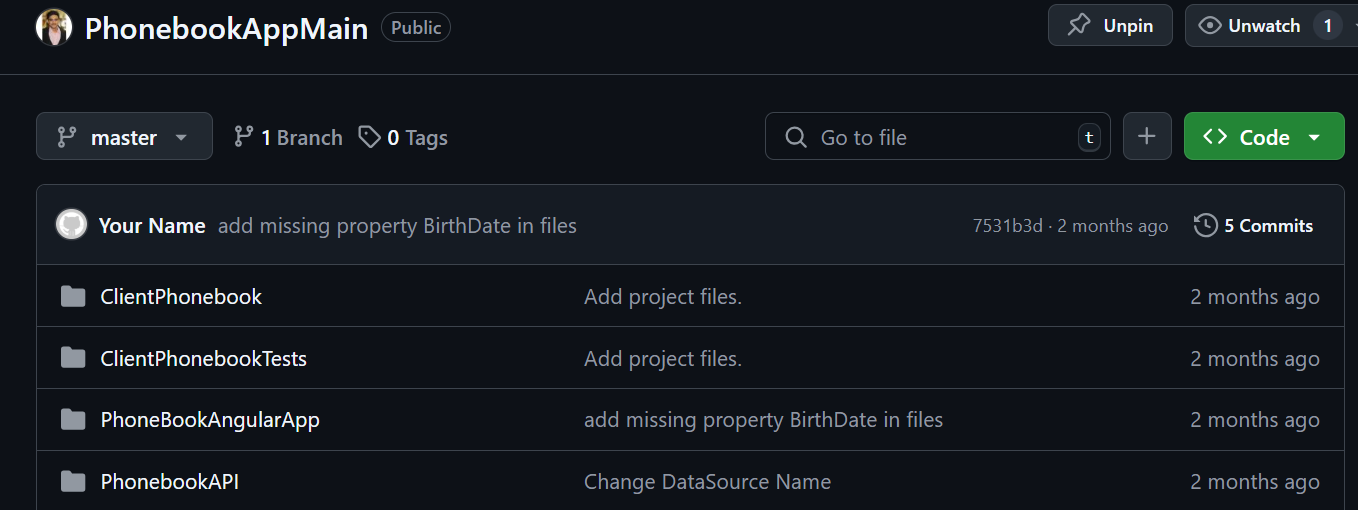 PhonebookAppMain Public Unpin Unwatch 1
master 1 Branch 0 Tags Go to file t + Code
Your Name add missing property BirthDate in files 7531b3d · 2 months ago 5 Commits
ClientPhonebook Add project files. 2 months ago
ClientPhonebookTests Add project files. 2 months ago
PhoneBookAngularApp add missing property BirthDate in files 2 months ago
PhonebookAPI Change DataSource Name 2 months ago